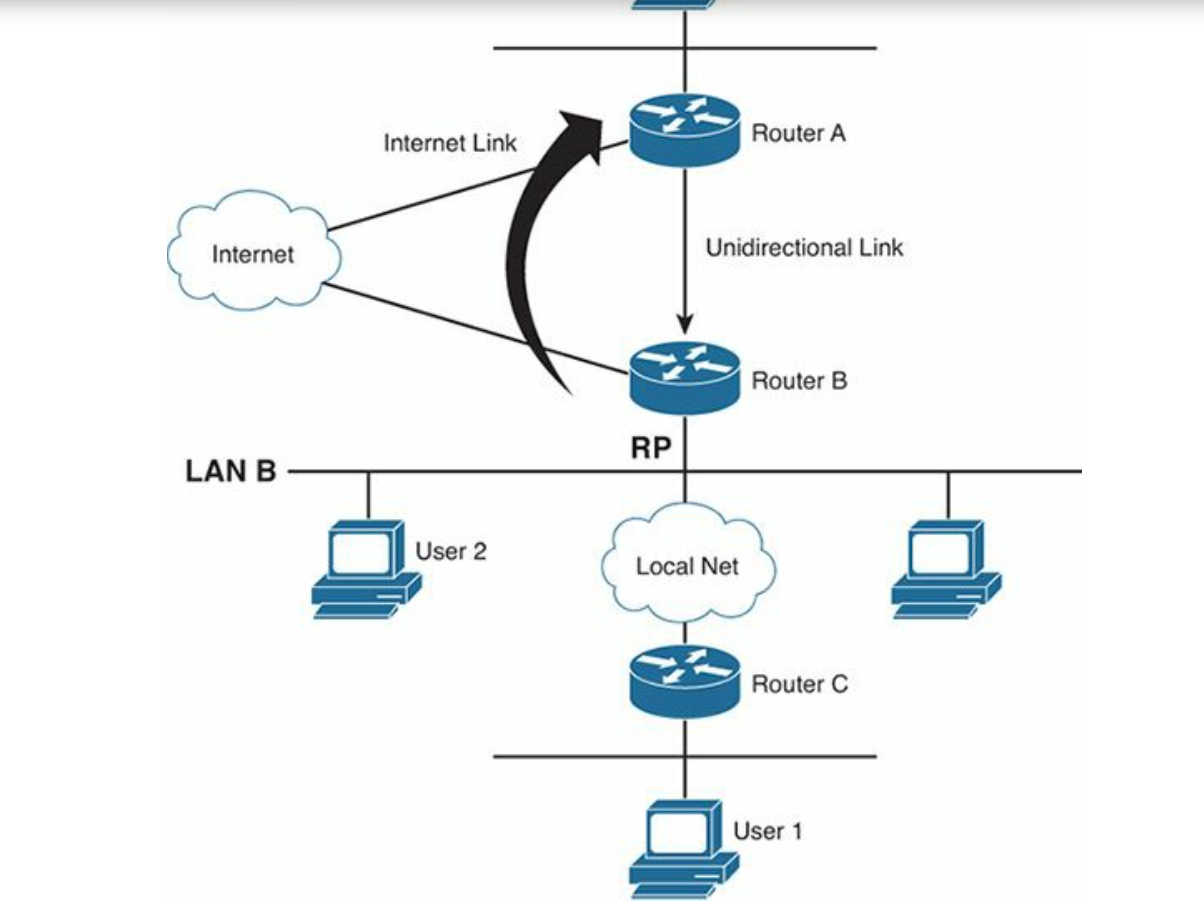 Router A
Internet Link
Unidirectional Link
Internet
Router B
RP
LAN B
User 2
Local Net
Router C
User 1